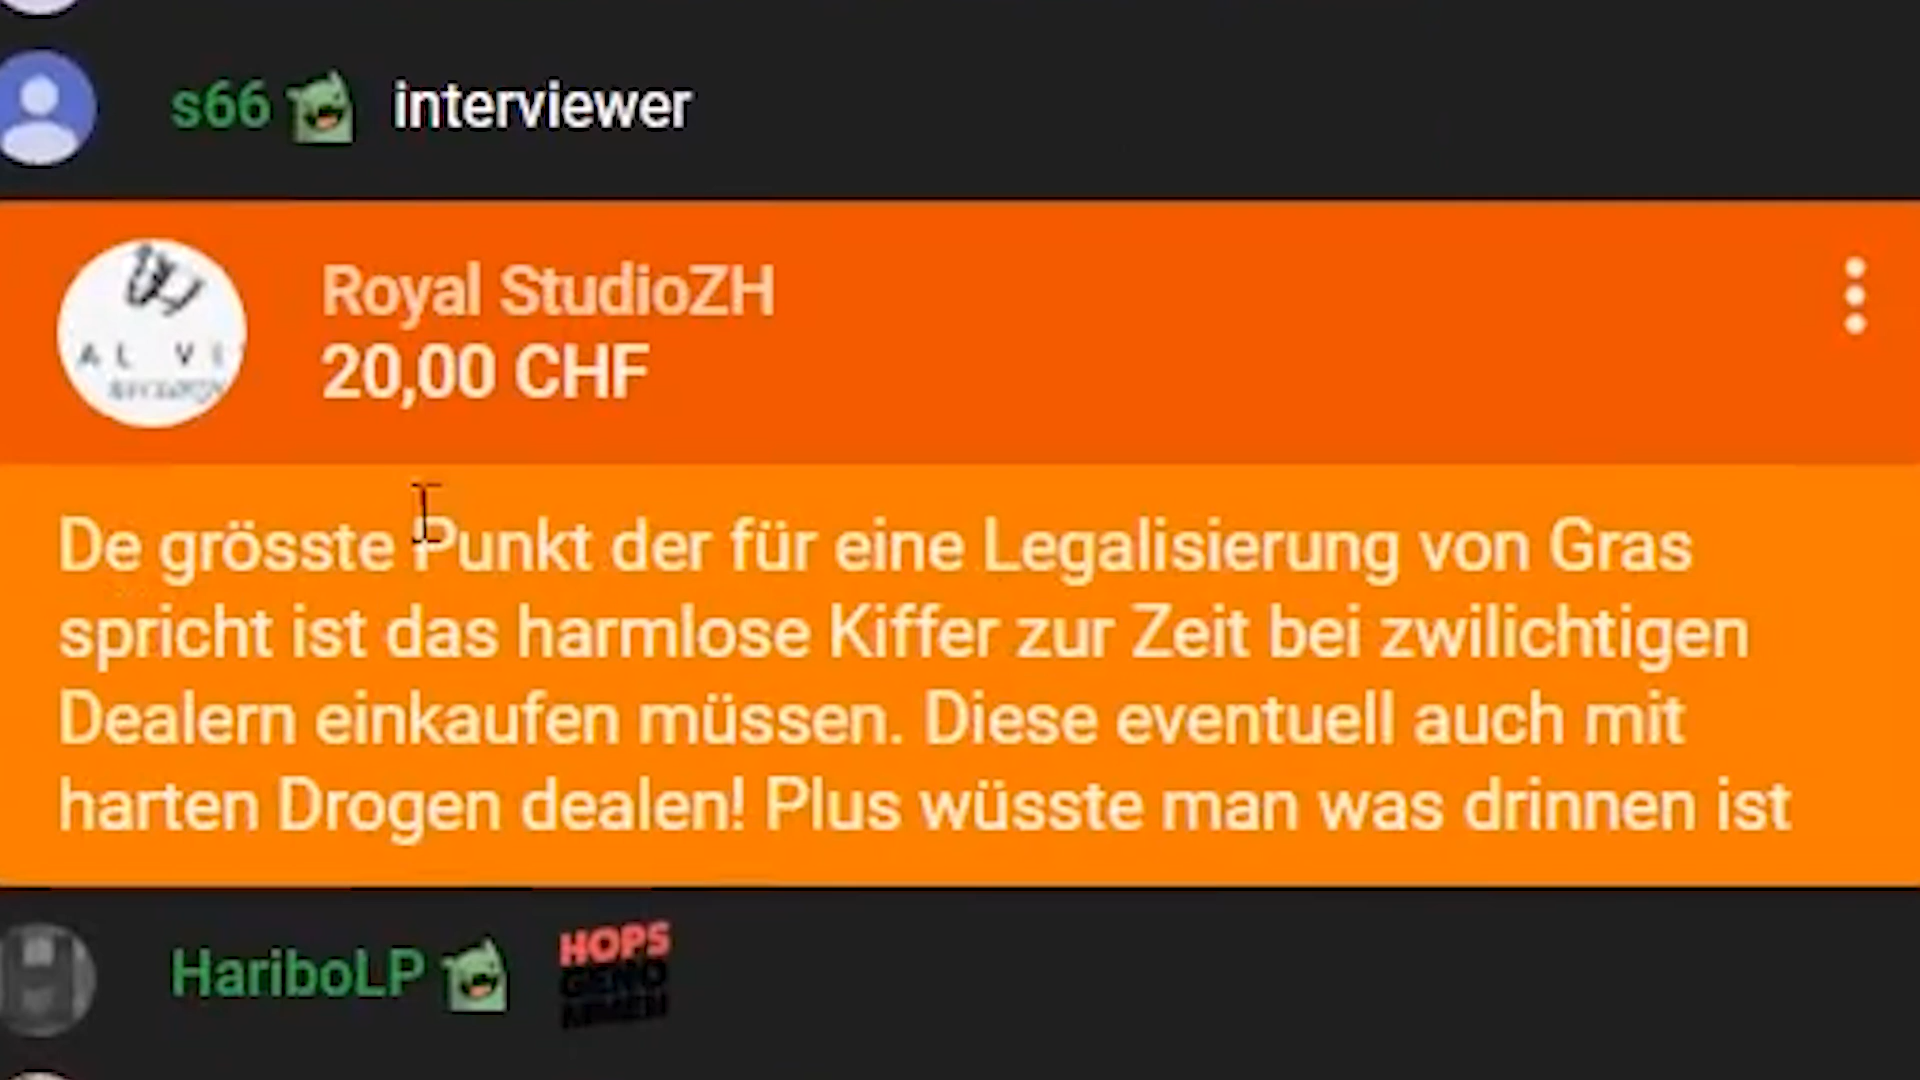 s66 interviewer
Royal StudioZH
20,00 CHF
A L V I
De grösste Punkt der für eine Legalisierung von Gras
spricht ist das harmlose Kiffer zur Zeit bei zwilichtigen
Dealern einkaufen müssen. Diese eventuell auch mit
harten Drogen dealen! Plus wüsste man was drinnen ist
HariboLP
HOPS
GENO
MMEN